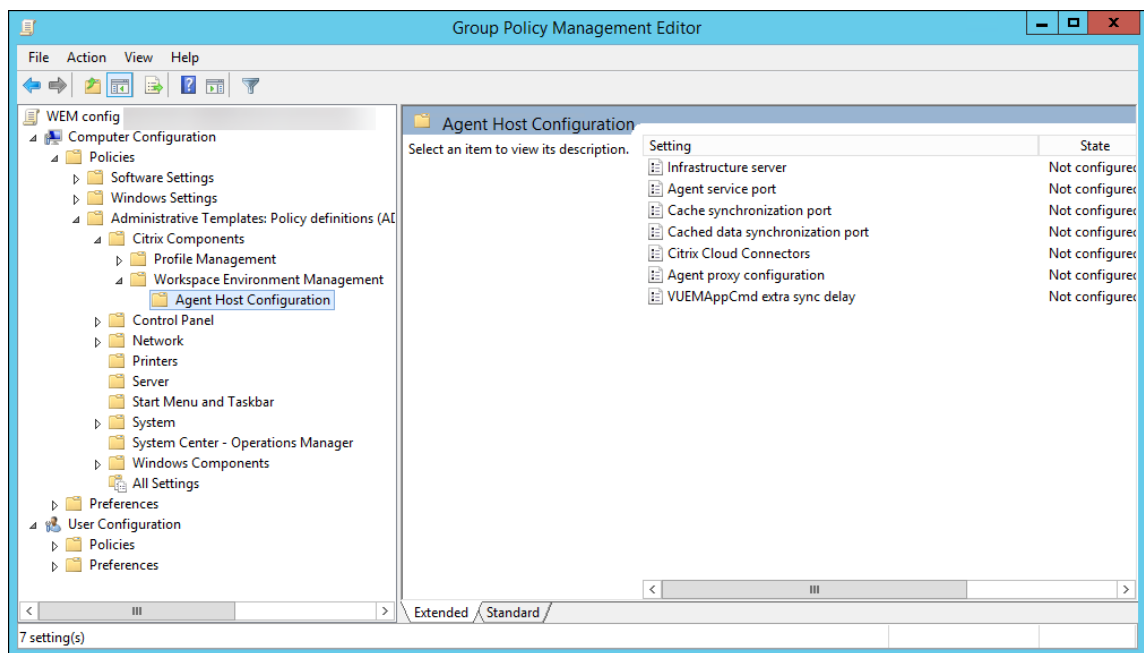 Group Policy Management Editor
File Action View Help
WEM config
Computer Configuration
Policies
Software Settings
Windows Settings
Administrative Templates: Policy definitions (AD
Citrix Components
Profile Management
Workspace Environment Management
Agent Host Configuration
Control Panel
Network
Printers
Server
Start Menu and Taskbar
System
System Center - Operations Manager
Windows Components
All Settings
Preferences
User Configuration
Policies
Preferences
Agent Host Configuration
Select an item to view its description.
Setting State
Infrastructure server Not configured
Agent service port Not configured
Cache synchronization port Not configured
Cached data synchronization port Not configured
Citrix Cloud Connectors Not configured
Agent proxy configuration Not configured
VUEMAppCmd extra sync delay Not configured
Extended Standard
7 setting(s)